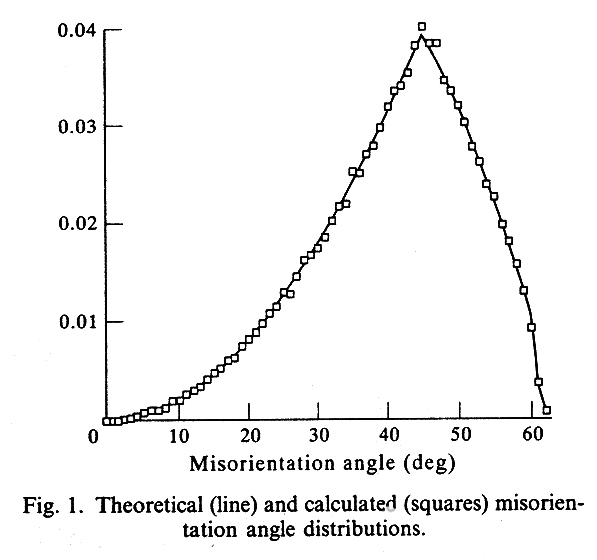 0.04
0.03
0.02
0.01
0 10 20 30 40 50 60
Misorientation angle (deg)
Fig. 1. Theoretical (line) and calculated (squares) misorien-
tation angle distributions.